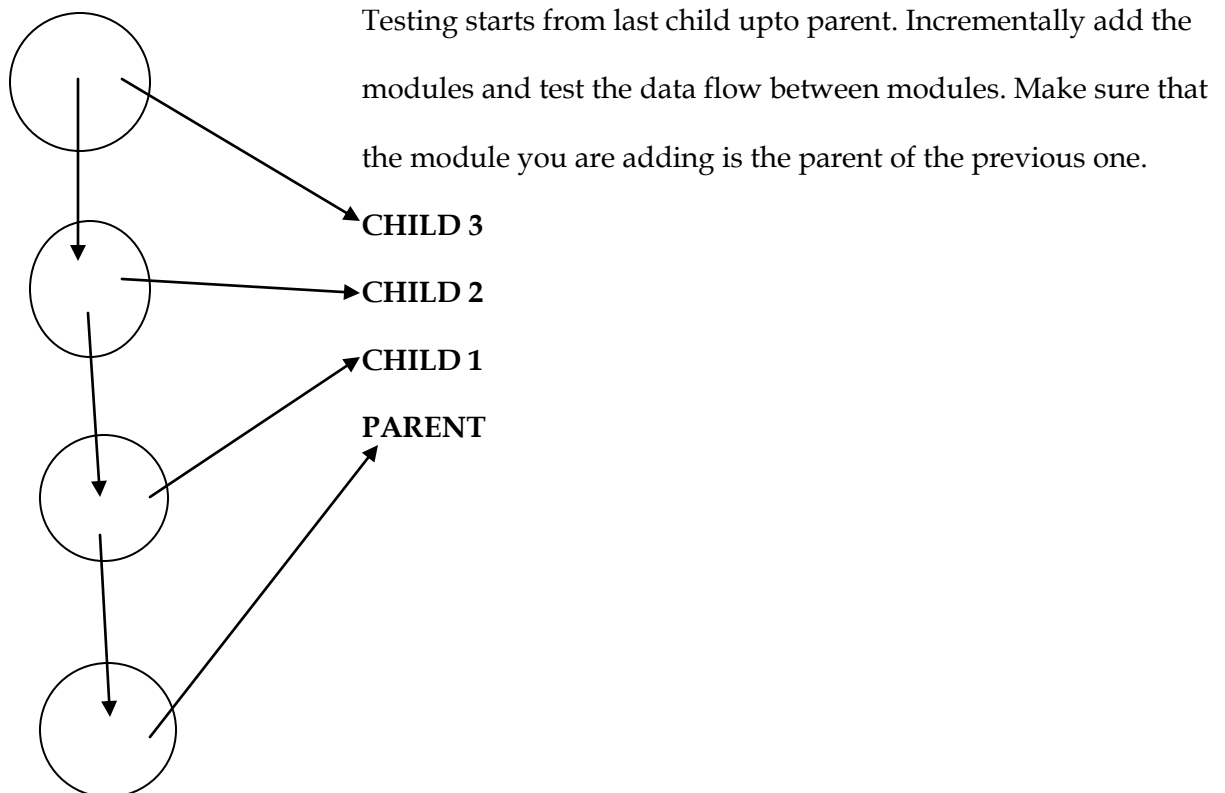 Testing starts from last child upto parent. Incrementally add the
modules and test the data flow between modules. Make sure that
the module you are adding is the parent of the previous one.
CHILD 3
CHILD 2
CHILD 1
PARENT